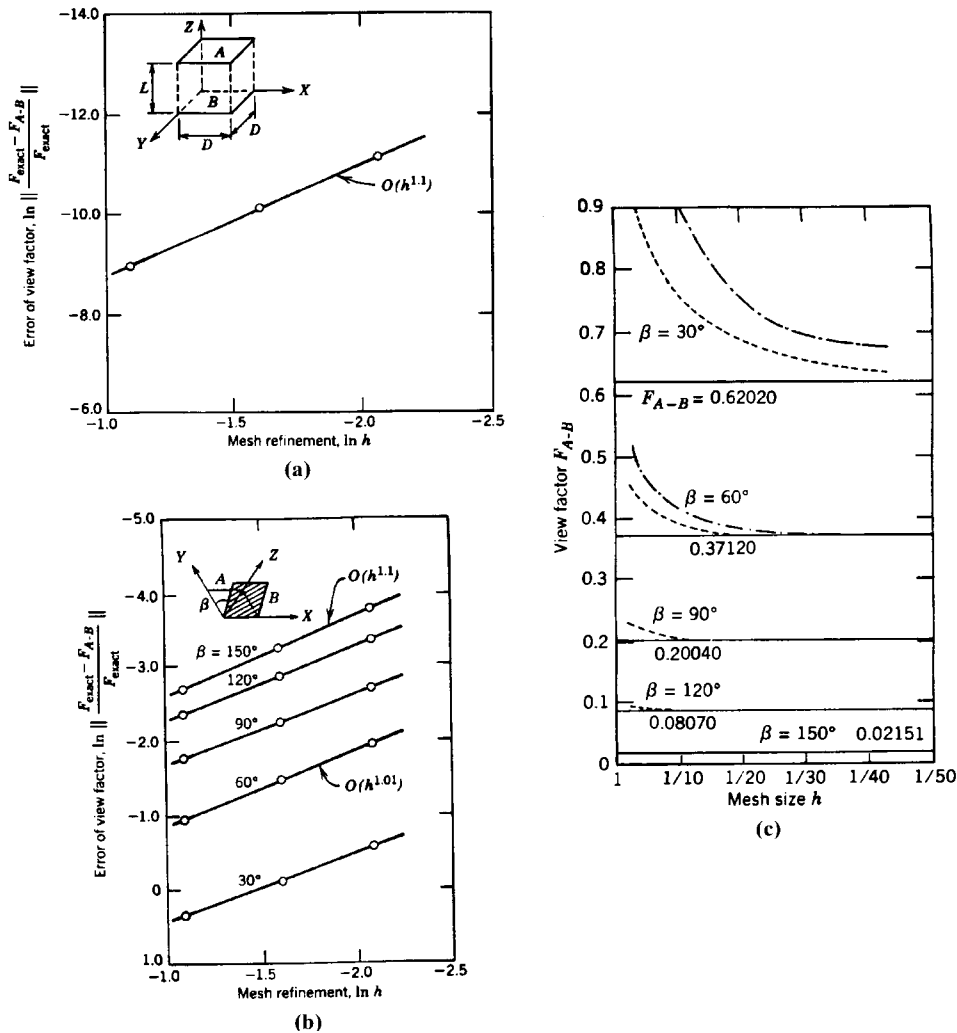 -14.0
-12.0
-10.0
-8.0
-6.0
Error of view factor, ln || F_exact − F_A-B / F_exact ||
Z
A
L
B
X
Y
D
D
O(h^1.1)
-1.0 -1.5 -2.0 -2.5
Mesh refinement, ln h
(a)
-5.0
-4.0
-3.0
-2.0
-1.0
0
1.0
Error of view factor, ln || F_exact − F_A-B / F_exact ||
Y
Z
A
β
B
X
O(h^1.1)
β = 150°
120°
90°
60°
O(h^1.01)
30°
-1.0 -1.5 -2.0 -2.5
Mesh refinement, ln h
(b)
0.9
0.8
0.7
0.6
0.5
0.4
0.3
0.2
0.1
0
View factor F_A-B
β = 30°
F_A−B = 0.62020
β = 60°
0.37120
β = 90°
0.20040
β = 120°
0.08070
β = 150° 0.02151
1 1/10 1/20 1/30 1/40 1/50
Mesh size h
(c)